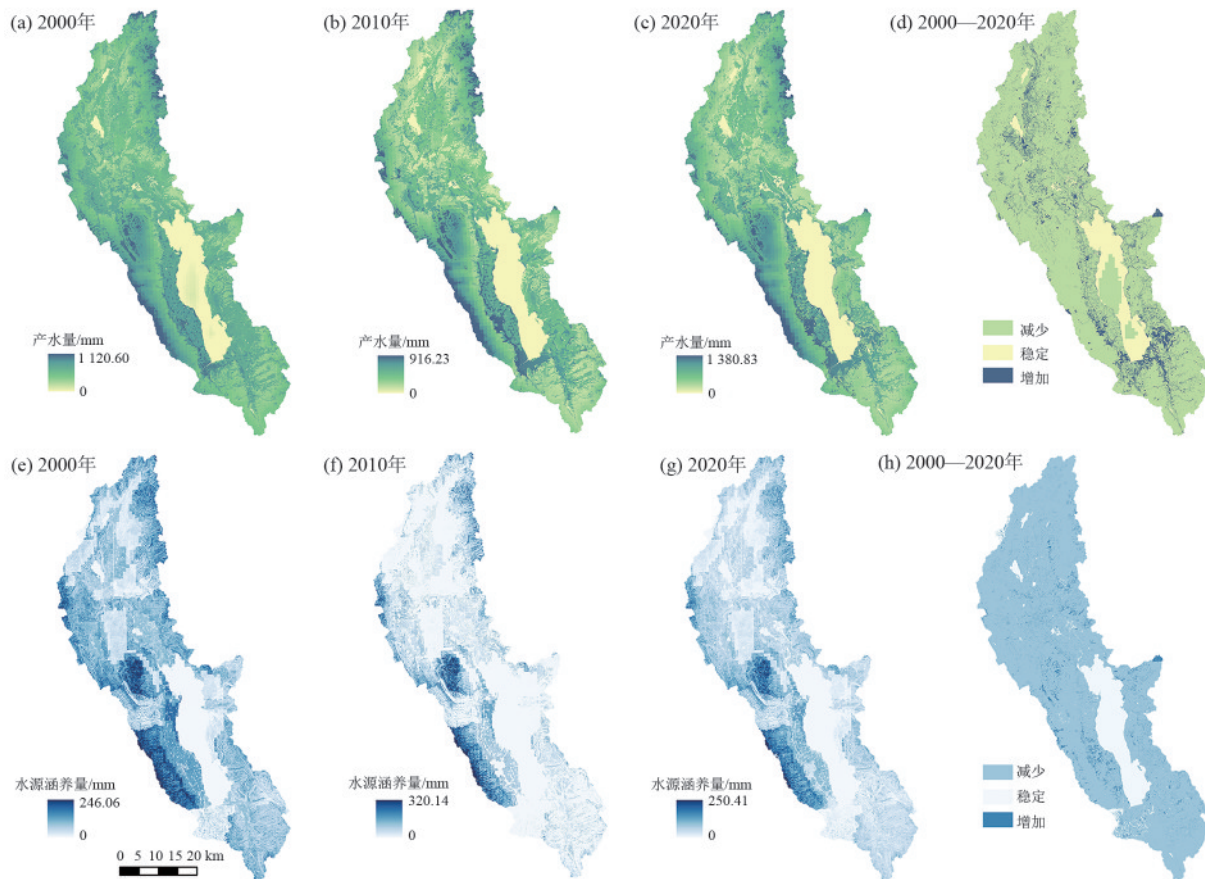 (a) 2000年
(b) 2010年
(c) 2020年
(d) 2000—2020年
产水量/mm
1 120.60
0
产水量/mm
916.23
0
产水量/mm
1 380.83
0
减少
稳定
增加
(e) 2000年
(f) 2010年
(g) 2020年
(h) 2000—2020年
水源涵养量/mm
246.06
0
水源涵养量/mm
320.14
0
水源涵养量/mm
250.41
0
减少
稳定
增加
0 5 10 15 20 km